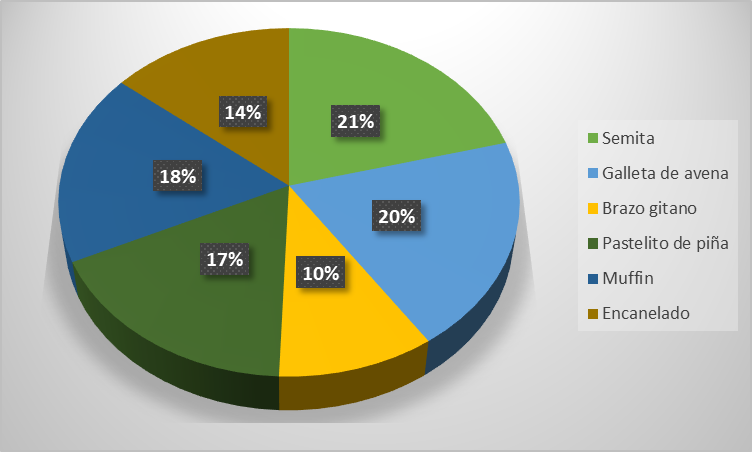 14%
21%
18%
20%
17%
10%
Semita
Galleta de avena
Brazo gitano
Pastelito de piña
Muffin
Encanelado